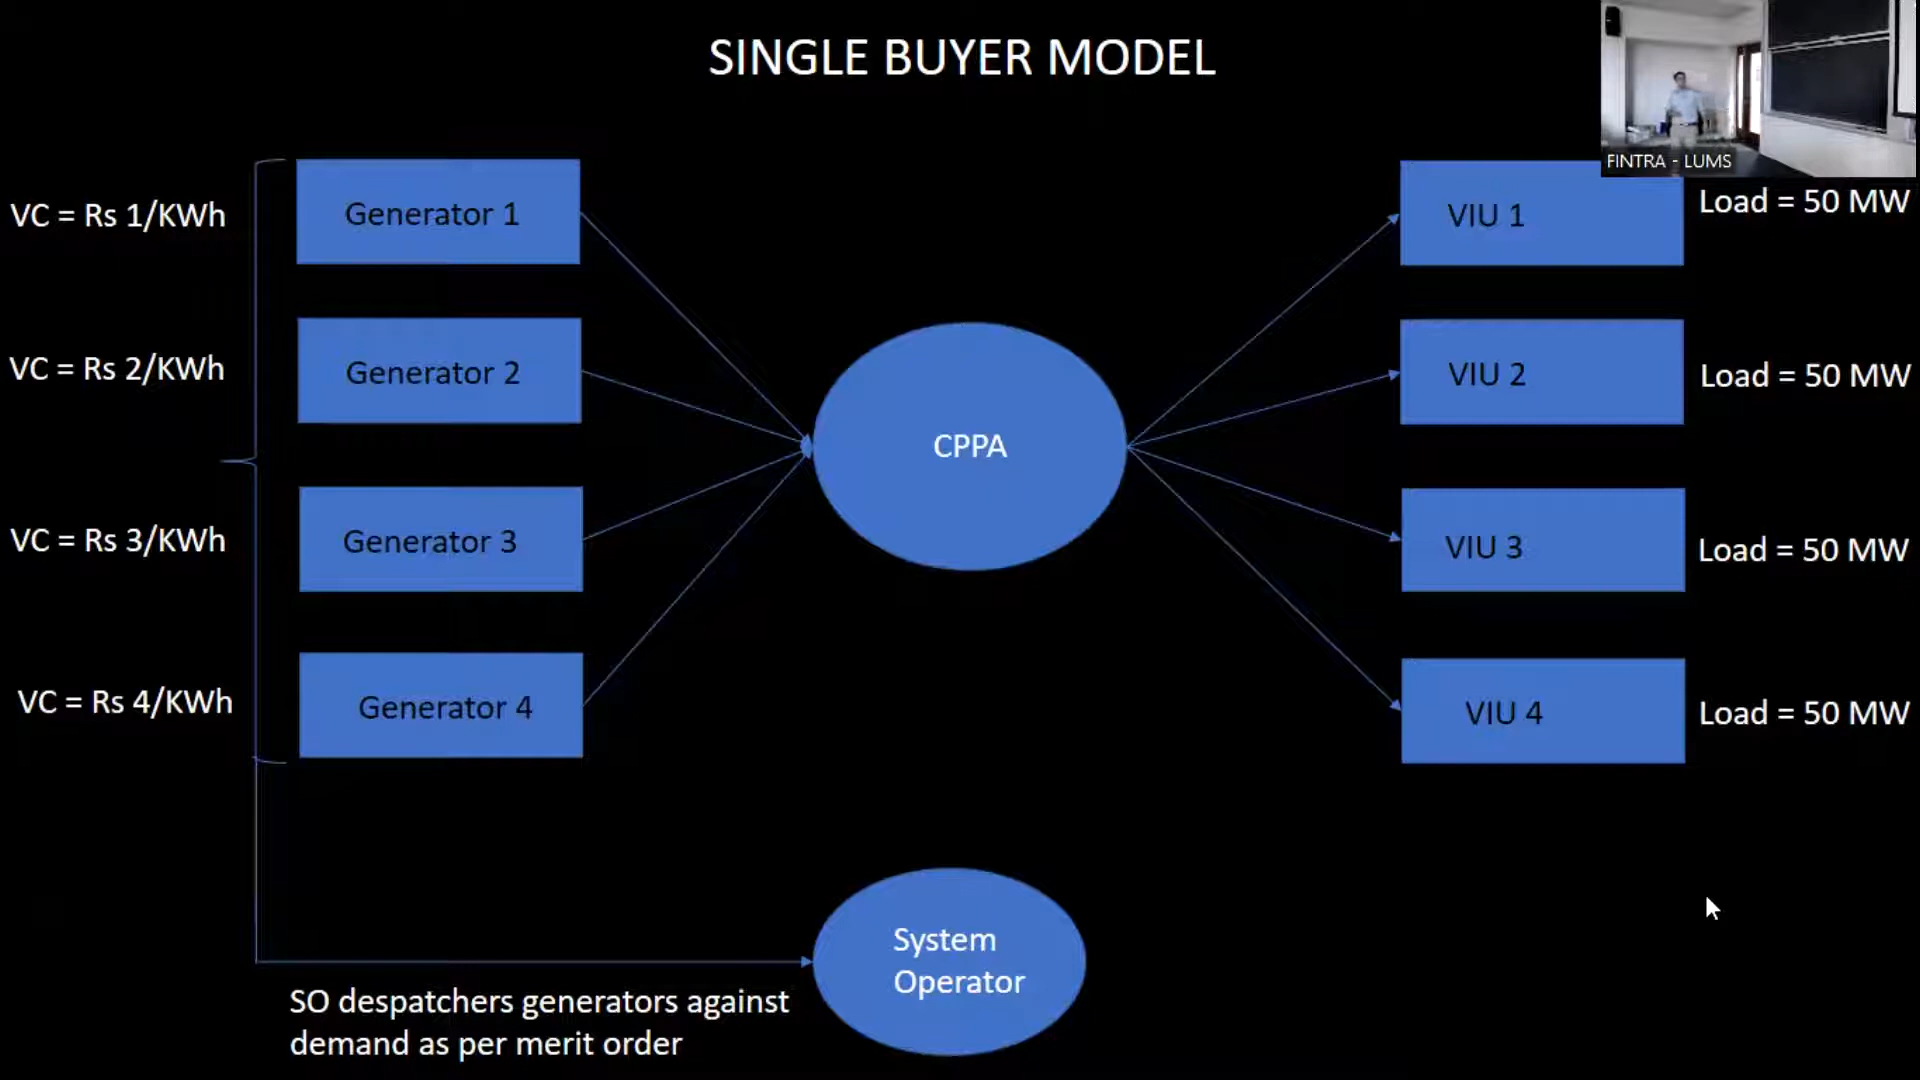 SINGLE BUYER MODEL
FINTRA - LUMS
VC = Rs 1/KWh
Generator 1
VIU 1
Load = 50 MW
VC = Rs 2/KWh
Generator 2
VIU 2
Load = 50 MW
CPPA
VC = Rs 3/KWh
Generator 3
VIU 3
Load = 50 MW
VC = Rs 4/KWh
Generator 4
VIU 4
Load = 50 MW
System
Operator
SO despatchers generators against
demand as per merit order